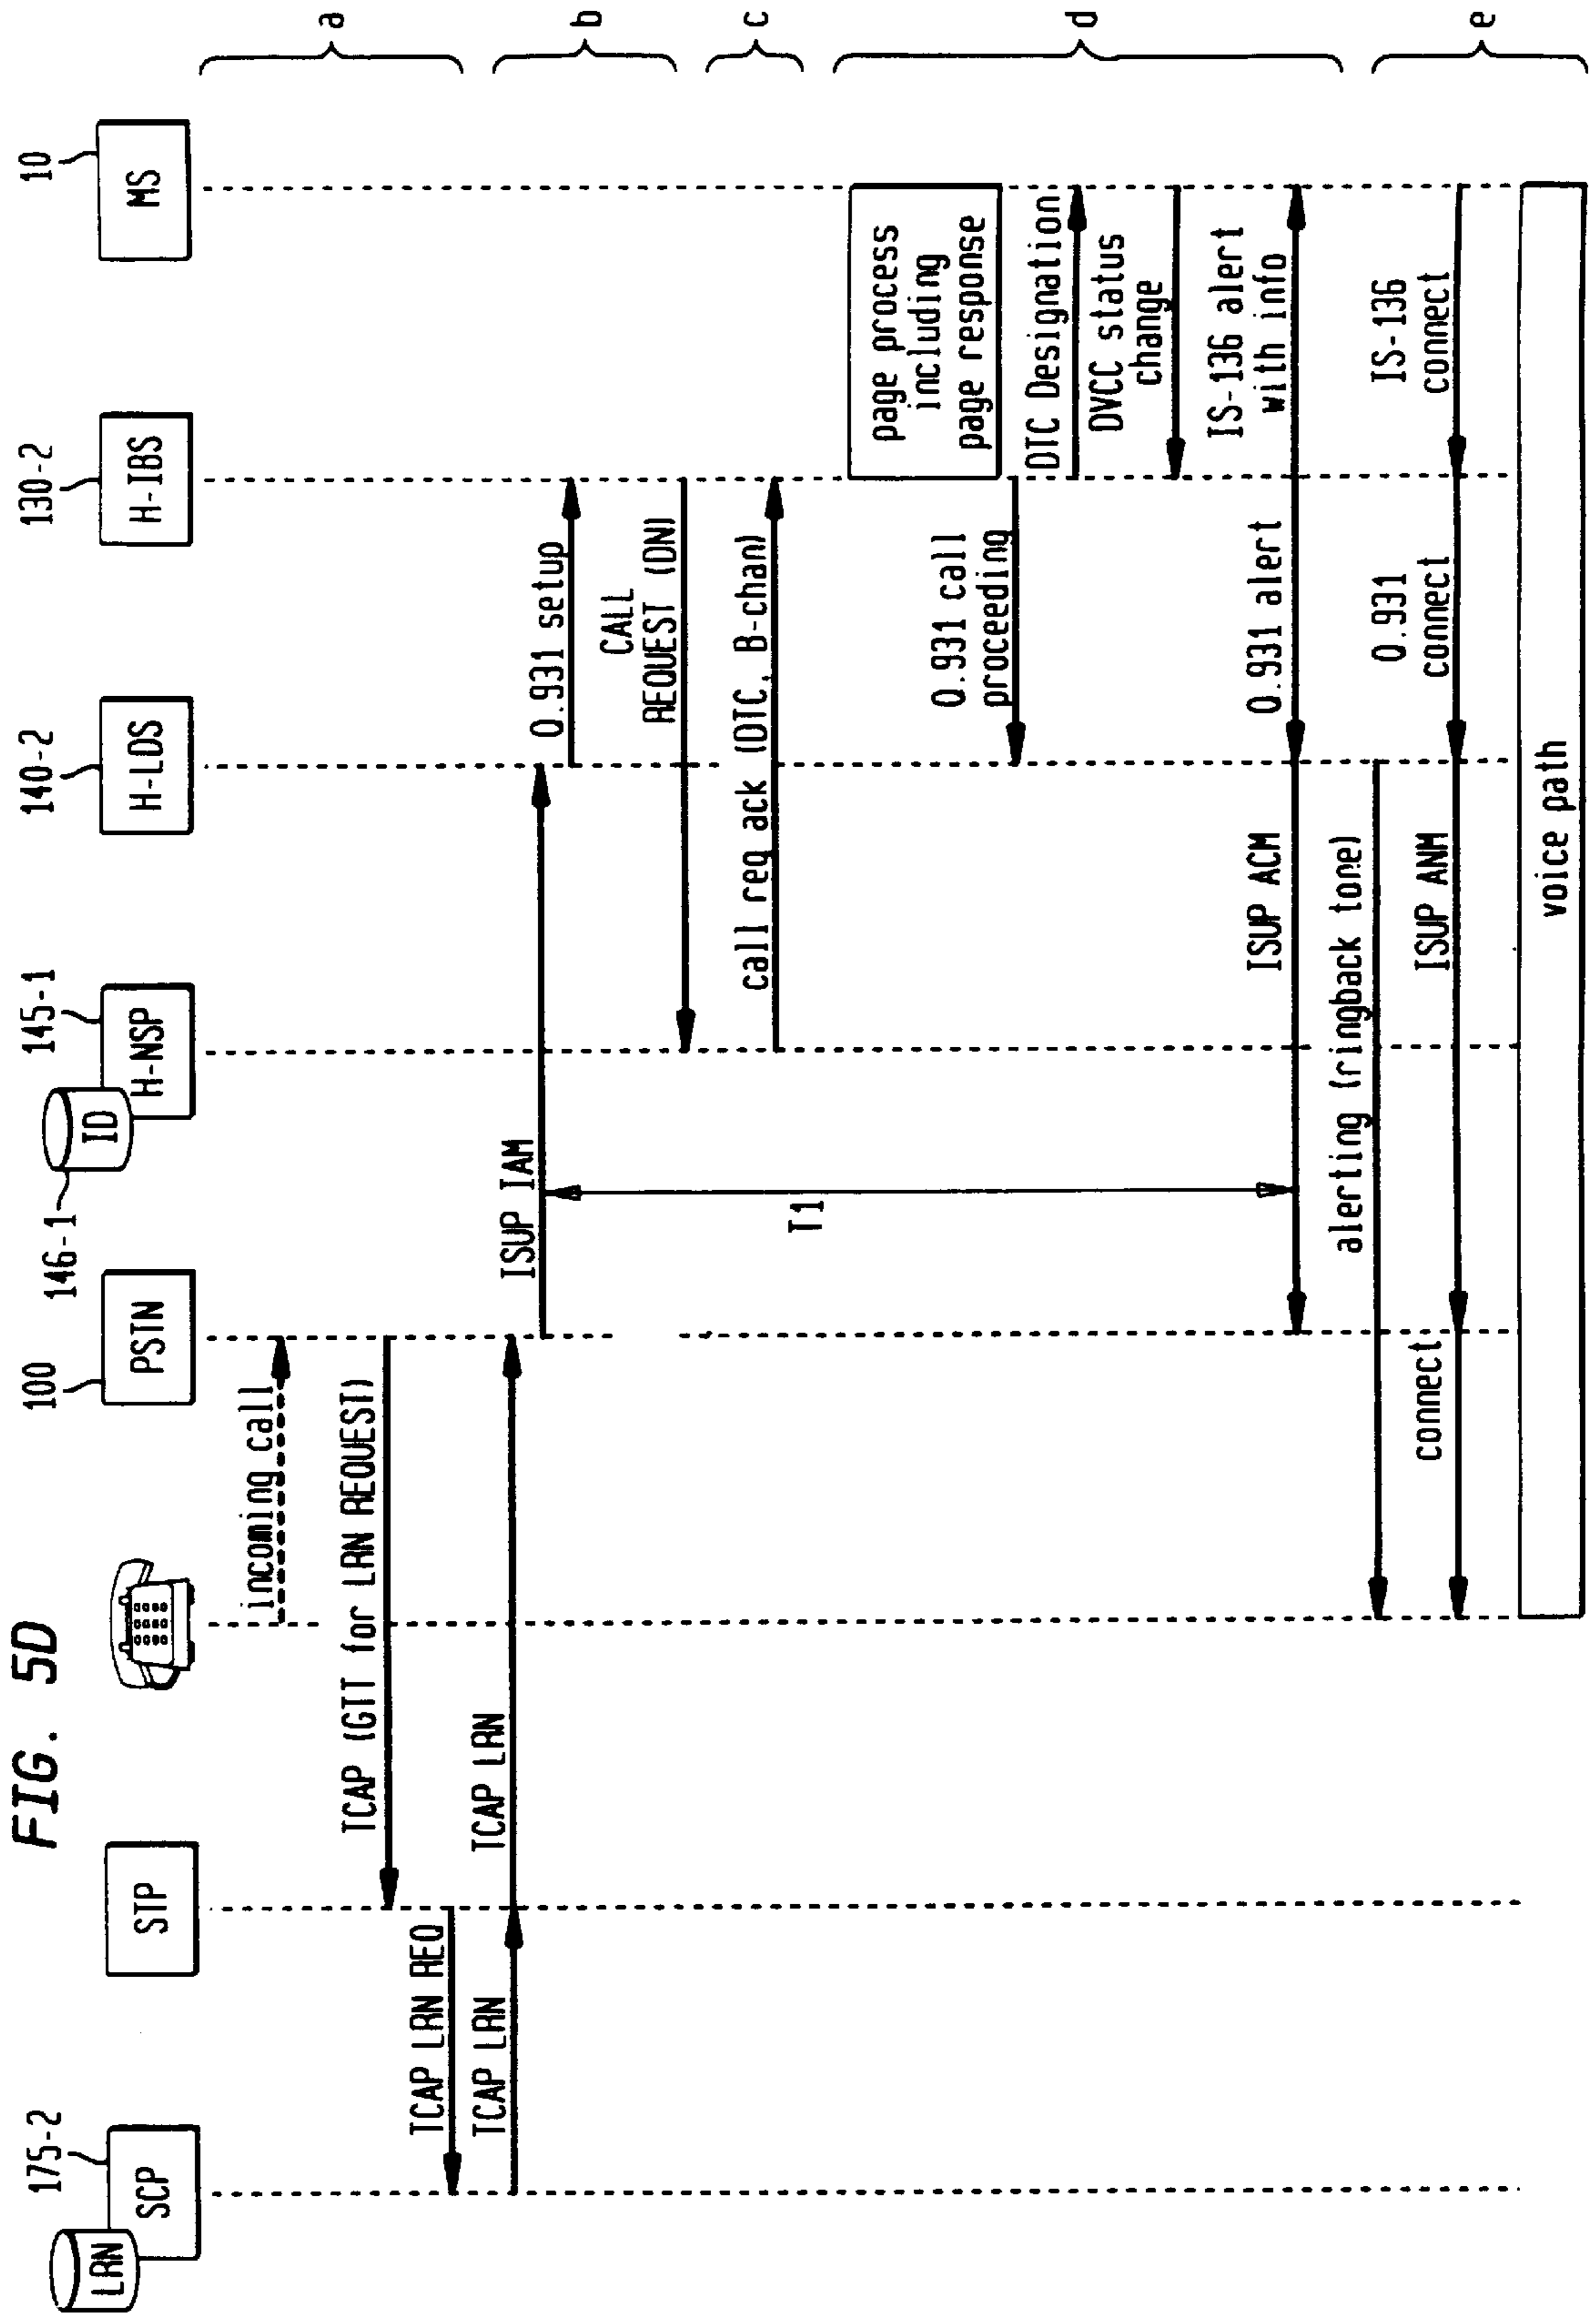 FIG. 5D
LRN
SCP
175-2
STP
PSTN
100
ID
146-1
H-NSP
145-1
H-LDS
140-2
H-IBS
130-2
MS
10
incoming call
TCAP (GTT for LRN REQUEST)
TCAP LRN REQ
TCAP LRN
TCAP LRN
a
ISUP IAM
Q.931 setup
CALL
REQUEST (DN)
b
call req ack (DTC, B-chan)
c
T1
page process
including
page response
Q.931 call
proceeding
DTC Designation
DVCC status
change
IS-136 alert
with info
Q.931 alert
ISUP ACM
d
alerting (ringback tone)
connect
ISUP ANM
Q.931
connect
IS-136
connect
e
voice path